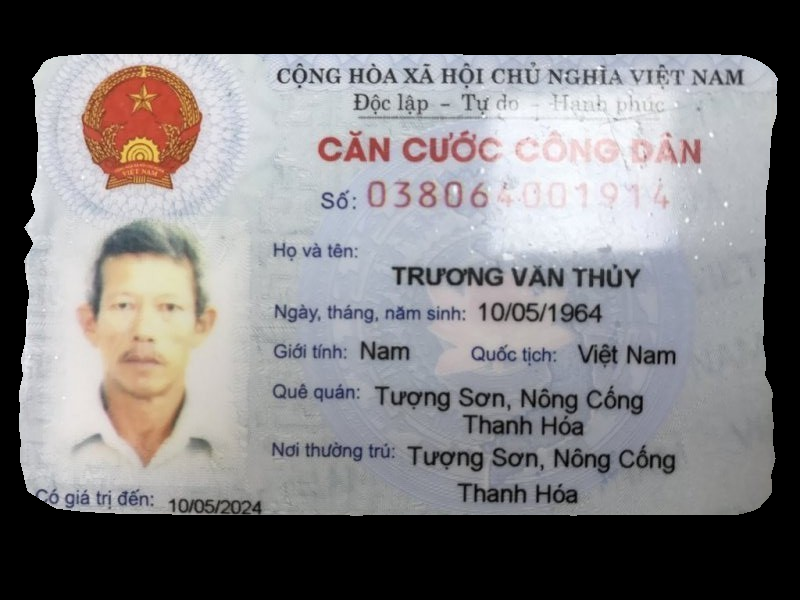 CỘNG HÒA XÃ HỘI CHỦ NGHĨA VIỆT NAM
Độc lập - Tự do - Hạnh phúc
VIỆT NAM
CĂN CƯỚC CÔNG DÂN
Số: 038064001914
Họ và tên:
TRƯƠNG VĂN THỦY
Ngày, tháng, năm sinh: 10/05/1964
Giới tính: Nam Quốc tịch: Việt Nam
Quê quán: Tượng Sơn, Nông Cống
Thanh Hóa
Nơi thường trú: Tượng Sơn, Nông Cống
Thanh Hóa
Có giá trị đến: 10/05/2024